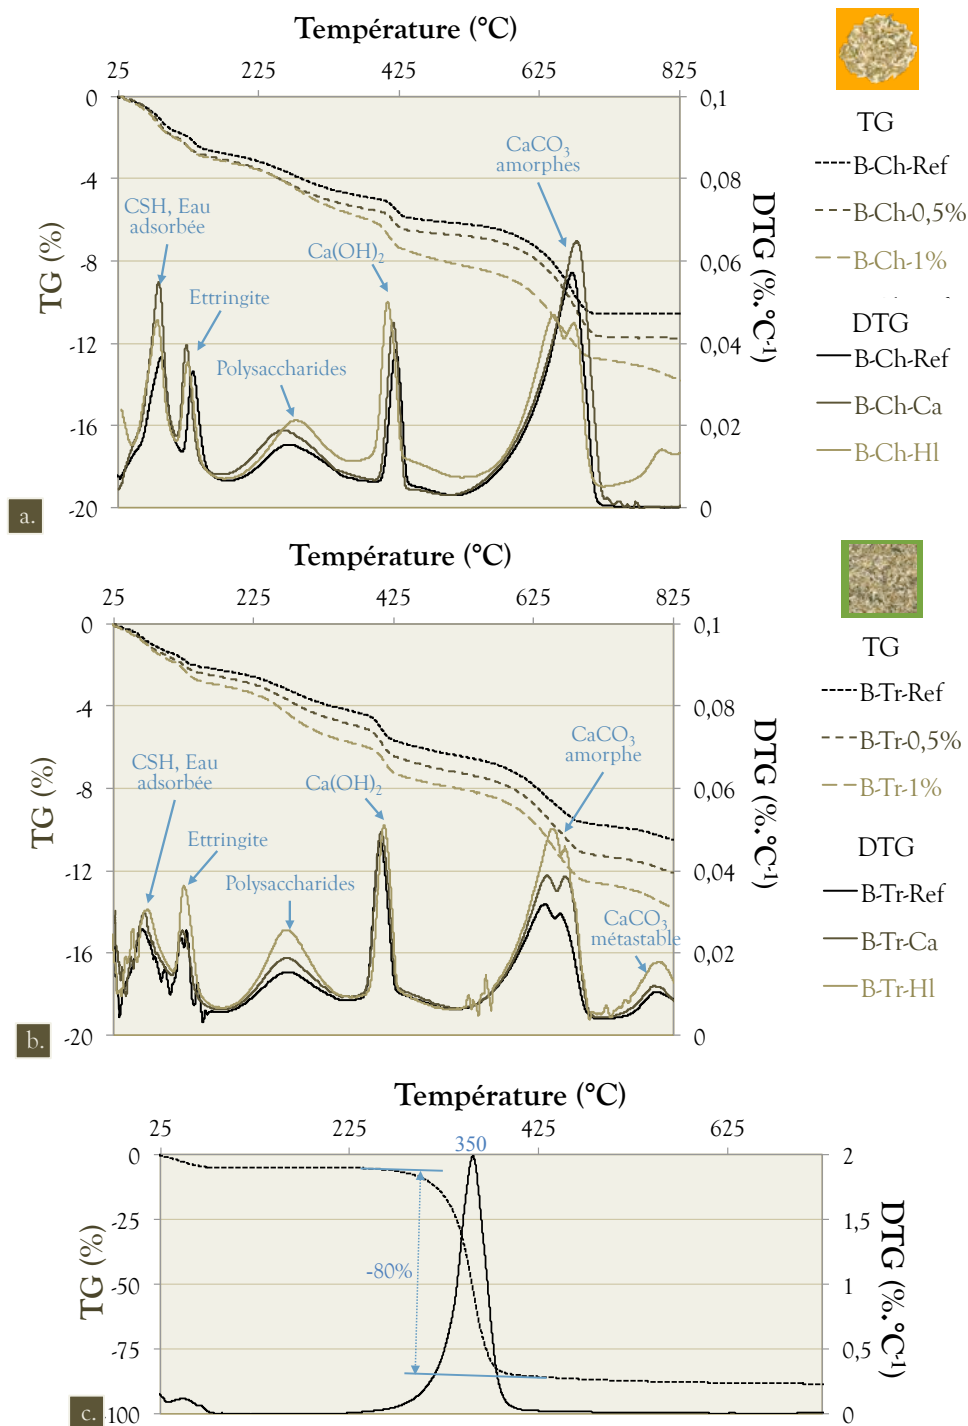 Température (°C)
25 225 425 625 825
0 0,1
-4 0,08
-8 0,06
-12 0,04
-16 0,02
-20 0
TG (%)
DTG (%.°C-1)
CaCO3
amorphes
CSH, Eau
adsorbée
Ca(OH)2
Ettringite
Polysaccharides
TG
B-Ch-Ref
B-Ch-0,5%
B-Ch-1%
DTG
B-Ch-Ref
B-Ch-Ca
B-Ch-Hl
a.
Température (°C)
25 225 425 625 825
0 0,1
-4 0,08
-8 0,06
-12 0,04
-16 0,02
-20 0
TG (%)
DTG (%.°C-1)
CaCO3
amorphe
CSH, Eau
adsorbée
Ca(OH)2
Ettringite
Polysaccharides
CaCO3
métastable
TG
B-Tr-Ref
B-Tr-0,5%
B-Tr-1%
DTG
B-Tr-Ref
B-Tr-Ca
B-Tr-Hl
b.
Température (°C)
25 225 425 625
350
0 2
-25 1,5
-50 1
-75 0,5
-100 0
TG (%)
DTG (%.°C-1)
-80%
c.